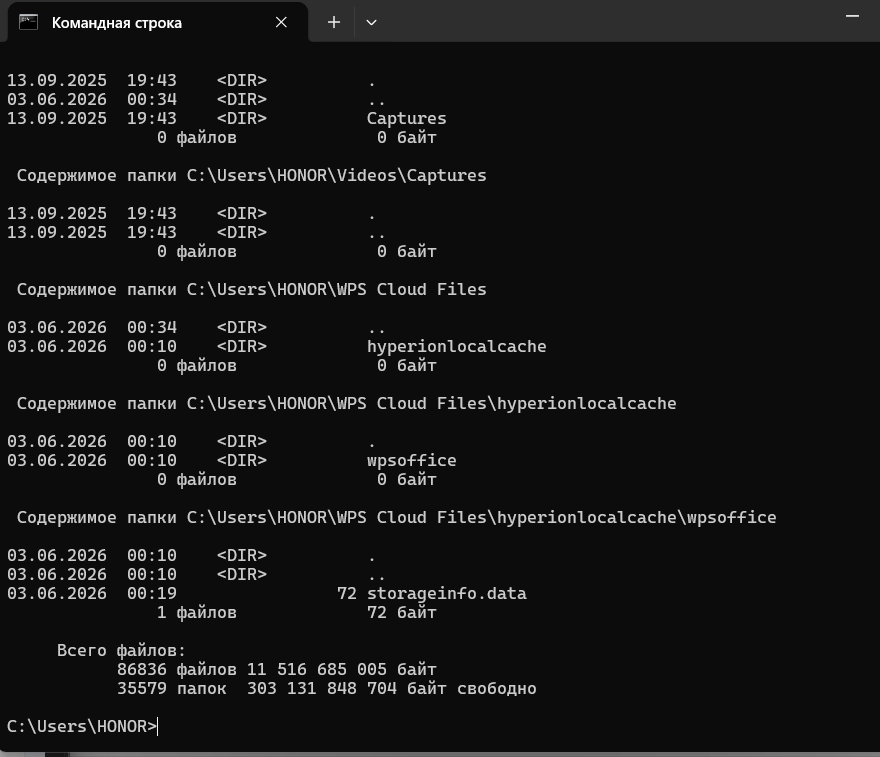 Командная строка
13.09.2025  19:43    <DIR>          .
03.06.2026  00:34    <DIR>          ..
13.09.2025  19:43    <DIR>          Captures
               0 файлов              0 байт
 Содержимое папки C:\Users\HONOR\Videos\Captures
13.09.2025  19:43    <DIR>          .
13.09.2025  19:43    <DIR>          ..
               0 файлов              0 байт
 Содержимое папки C:\Users\HONOR\WPS Cloud Files
03.06.2026  00:34    <DIR>          ..
03.06.2026  00:10    <DIR>          hyperionlocalcache
               0 файлов              0 байт
 Содержимое папки C:\Users\HONOR\WPS Cloud Files\hyperionlocalcache
03.06.2026  00:10    <DIR>          .
03.06.2026  00:10    <DIR>          wpsoffice
               0 файлов              0 байт
 Содержимое папки C:\Users\HONOR\WPS Cloud Files\hyperionlocalcache\wpsoffice
03.06.2026  00:10    <DIR>          .
03.06.2026  00:10    <DIR>          ..
03.06.2026  00:19                72 storageinfo.data
               1 файлов             72 байт
     Всего файлов:
           86836 файлов 11 516 685 005 байт
           35579 папок  303 131 848 704 байт свободно
C:\Users\HONOR>